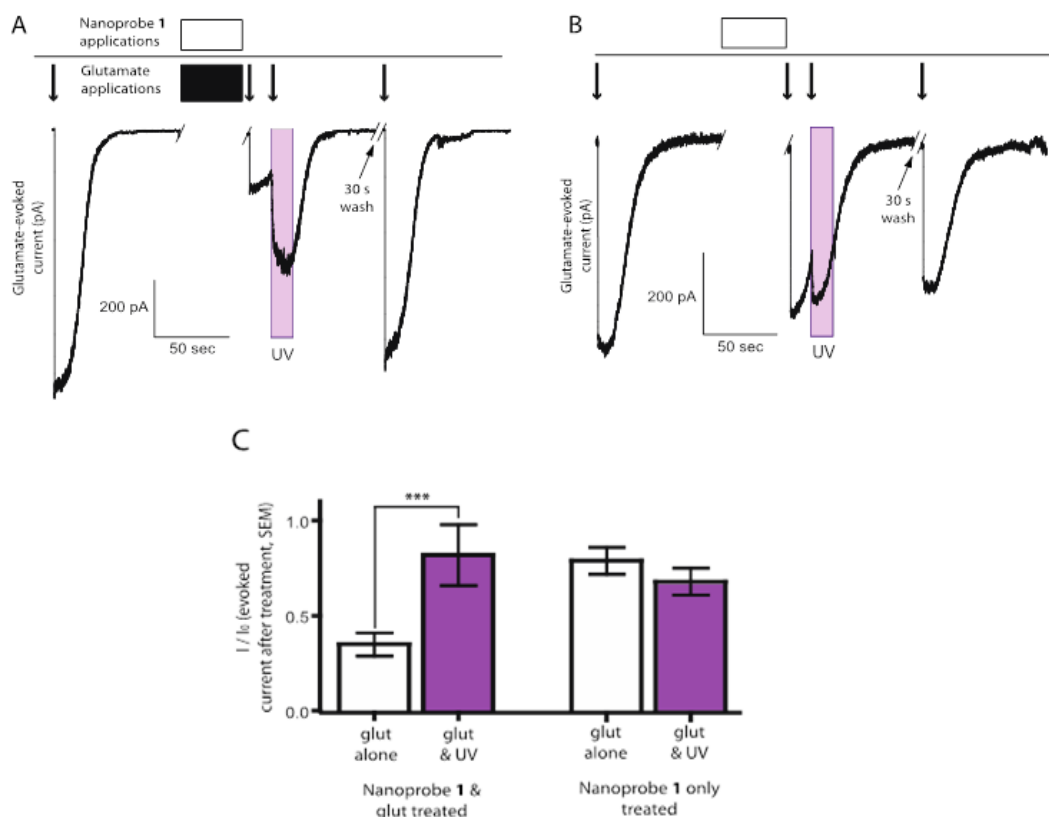 A
Nanoprobe 1
applications
Glutamate
applications
Glutamate-evoked
current (pA)
200 pA
50 sec
UV
30 s
wash
B
Glutamate-evoked
current (pA)
200 pA
50 sec
UV
30 s
wash
C
I / I₀ (evoked
current after treatment, SEM)
1.0
0.5
0.0
***
glut
alone
glut
& UV
glut
alone
glut
& UV
Nanoprobe 1 &
glut treated
Nanoprobe 1 only
treated